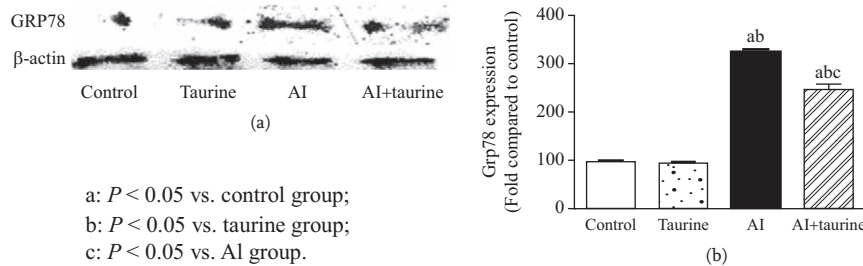 GRP78
β-actin
Control Taurine AI AI+taurine
(a)
a: P < 0.05 vs. control group;
b: P < 0.05 vs. taurine group;
c: P < 0.05 vs. Al group.
Grp78 expression
(Fold compared to control)
400
300
200
100
0
ab
abc
Control Taurine AI AI+taurine
(b)